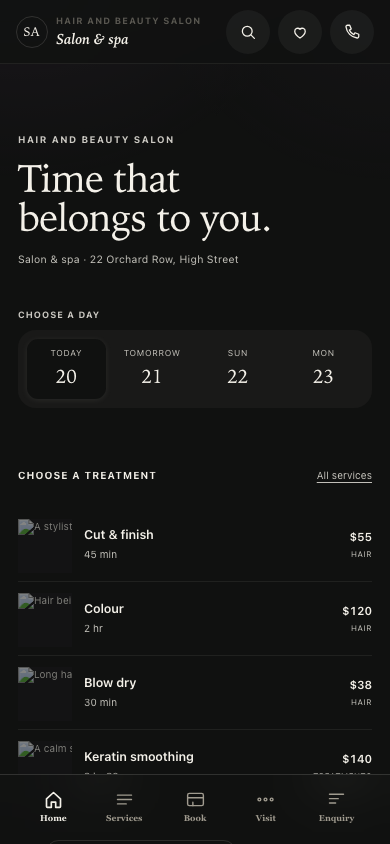 SA
HAIR AND BEAUTY SALON
Salon & spa
HAIR AND BEAUTY SALON
Time that
belongs to you.
Salon & spa · 22 Orchard Row, High Street
CHOOSE A DAY
TODAY
20
TOMORROW
21
SUN
22
MON
23
CHOOSE A TREATMENT
All services
A stylist
Cut & finish
45 min
$55
HAIR
Hair bei
Colour
2 hr
$120
HAIR
Long ha
Blow dry
30 min
$38
HAIR
A calm s
Keratin smoothing
$140
Home
Services
Book
Visit
Enquiry